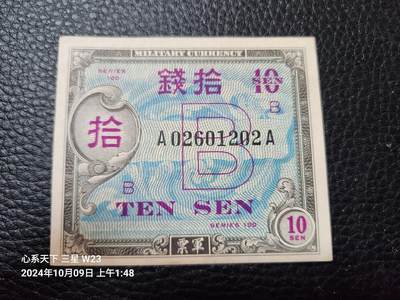 MILITARY CURRENCY
SERIES 100
錢拾
10
SEN
B
拾
A02601202A
B
B
TEN SEN
SERIES 100
10
SEN
票軍
心系天下 三星 W23
2024年10月09日 上午1:48